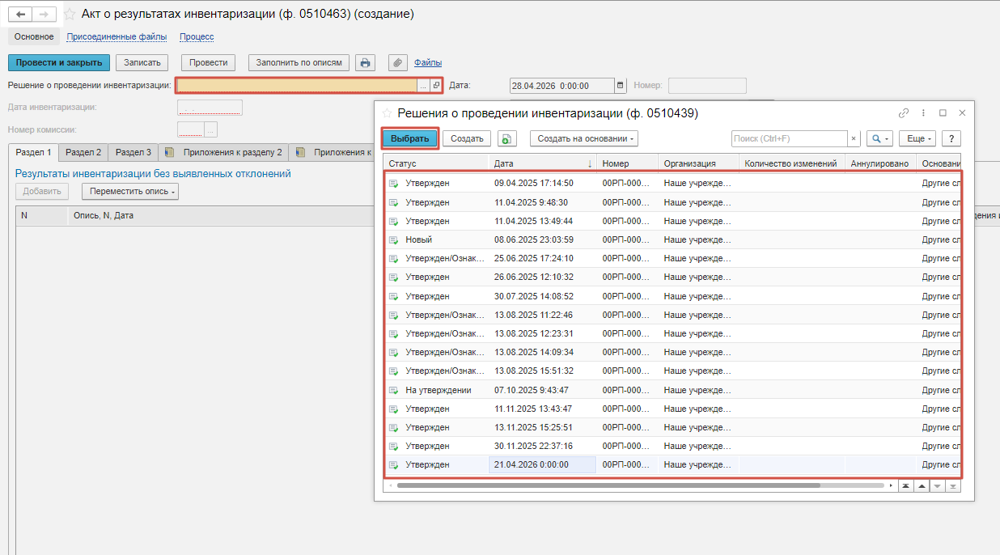 Акт о результатах инвентаризации (ф. 0510463) (создание)
Основное Присоединенные файлы Процесс
Провести и закрыть Записать Провести Заполнить по описям Файлы
Решение о проведении инвентаризации: ... Дата: 28.04.2026 0:00:00 Номер:
Дата инвентаризации: . .
Номер комиссии: ...
Раздел 1 Раздел 2 Раздел 3 Приложения к разделу 2 Приложения к
Результаты инвентаризации без выявленных отклонений
Добавить Переместить опись
N Опись, N, Дата
Решения о проведении инвентаризации (ф. 0510439)
Выбрать Создать Создать на основании Поиск (Ctrl+F) × Еще ?
Статус Дата ↓ Номер Организация Количество изменений Аннулировано Основани
Утвержден 09.04.2025 17:14:50 00РП-000... Наше учрежде... Другие сл
Утвержден 11.04.2025 9:48:30 00РП-000... Наше учрежде... Другие сл
Утвержден 11.04.2025 13:49:44 00РП-000... Наше учрежде... Другие сл
Новый 08.06.2025 23:03:59 00РП-000... Наше учрежде... Другие сл
Утвержден/Ознак... 25.06.2025 17:24:10 00РП-000... Наше учрежде... Другие сл
Утвержден 26.06.2025 12:10:32 00РП-000... Наше учрежде... Другие сл
Утвержден 30.07.2025 14:08:52 00РП-000... Наше учрежде... Другие сл
Утвержден/Ознак... 13.08.2025 11:22:46 00РП-000... Наше учрежде... Другие сл
Утвержден/Ознак... 13.08.2025 12:23:31 00РП-000... Наше учрежде... Другие сл
Утвержден/Ознак... 13.08.2025 14:09:34 00РП-000... Наше учрежде... Другие сл
Утвержден/Ознак... 13.08.2025 15:51:32 00РП-000... Наше учрежде... Другие сл
На утверждении 07.10.2025 9:43:47 00РП-000... Наше учрежде... Другие сл
Утвержден 11.11.2025 13:43:47 00РП-000... Наше учрежде... Другие сл
Утвержден 13.11.2025 15:25:51 00РП-000... Наше учрежде... Другие сл
Утвержден 30.11.2025 22:37:16 00РП-000... Наше учрежде... Другие сл
Утвержден 21.04.2026 0:00:00 00РП-000... Наше учрежде... Другие сл